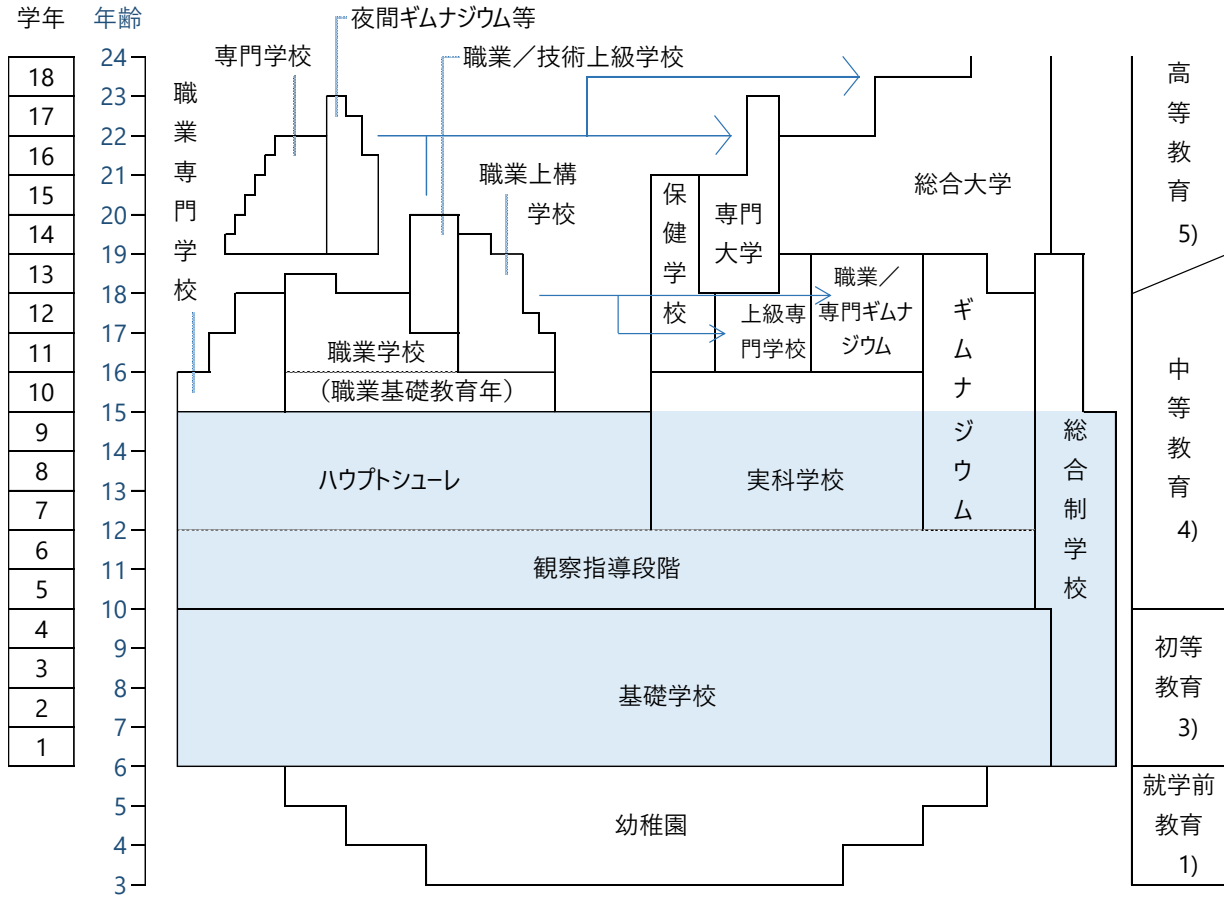 学年
年齢
18
17
16
15
14
13
12
11
10
9
8
7
6
5
4
3
2
1
24
23
22
21
20
19
18
17
16
15
14
13
12
11
10
9
8
7
6
5
4
3
夜間ギムナジウム等
専門学校
職業／技術上級学校
職業専門学校
職業上構
学校
保健学校
専門
大学
総合大学
職業学校
（職業基礎教育年）
上級専
門学校
職業／
専門ギムナ
ジウム
ギムナジウム
総合制学校
ハウプトシューレ
実科学校
観察指導段階
基礎学校
幼稚園
高等教育
5)
中等教育
4)
初等
教育
3)
就学前
教育
1)